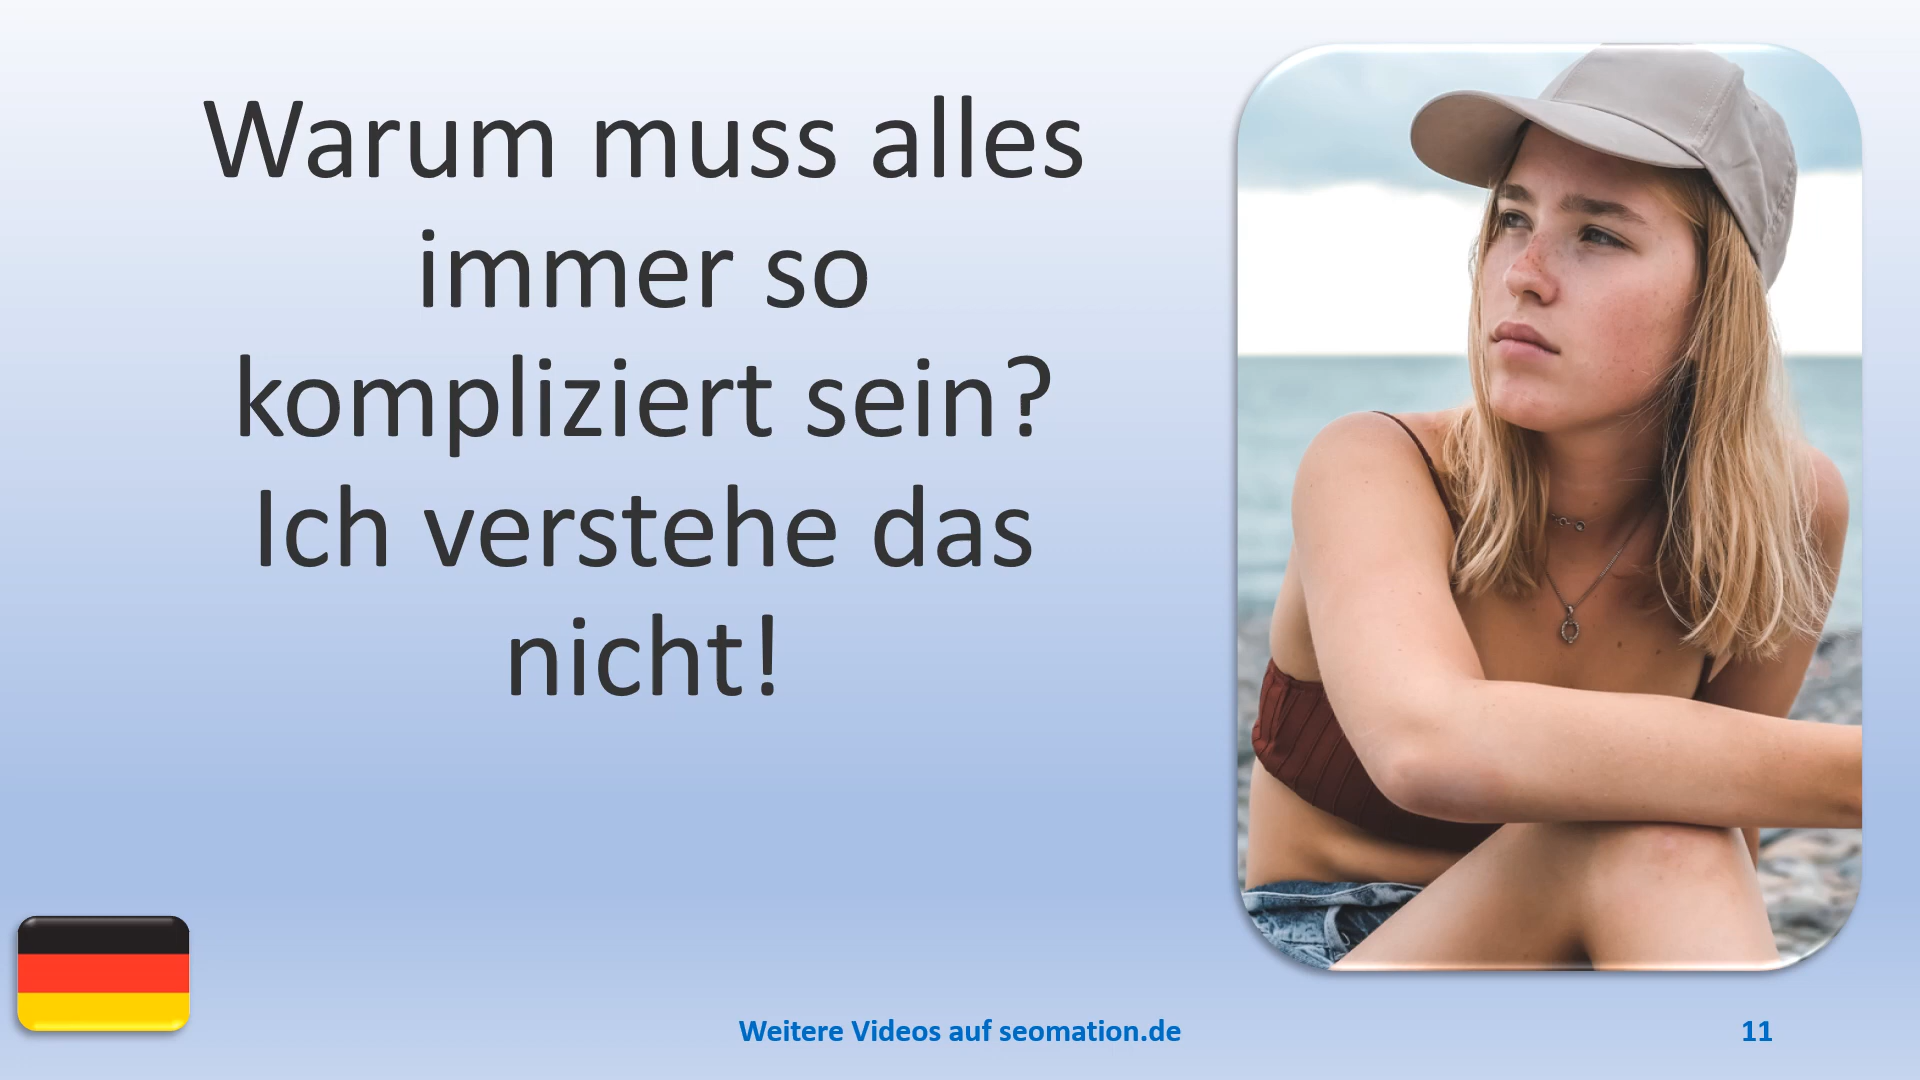 Warum muss alles
immer so
kompliziert sein?
Ich verstehe das
nicht!
Weitere Videos auf seomation.de
11